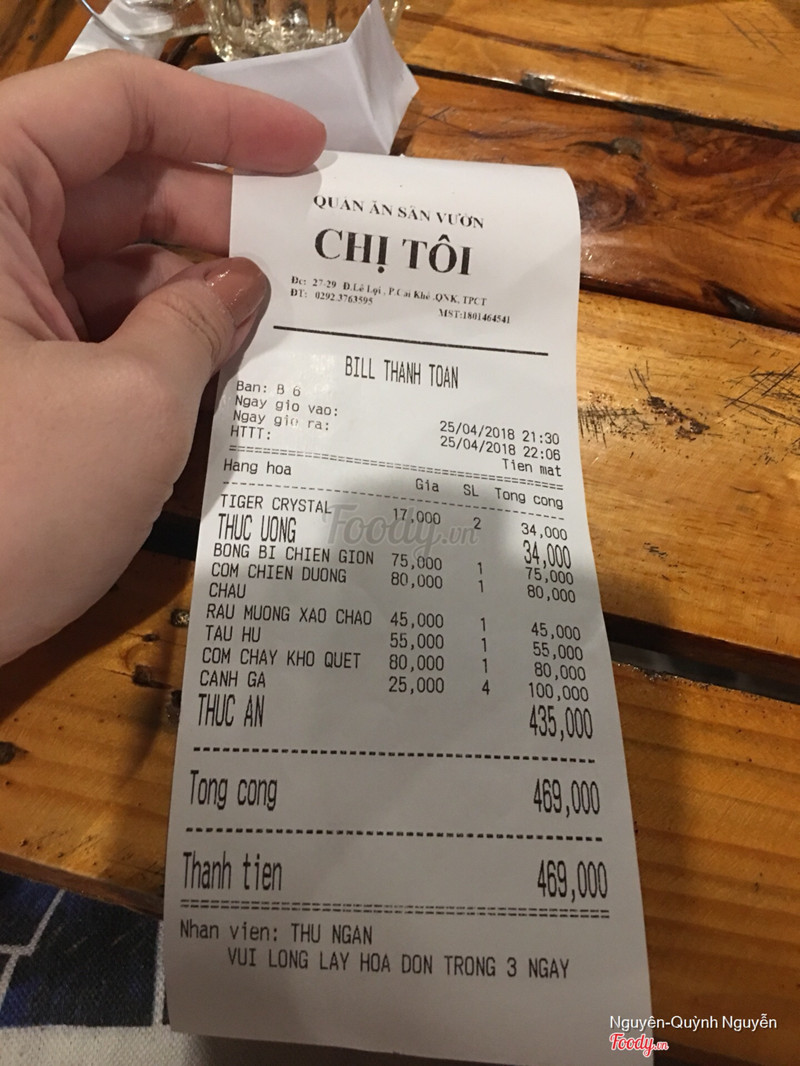 QUÁN ĂN SÂN VƯỜN
CHỊ TÔI
Đc: 27-29 Đ.Lê Lợi , P.Cái Khế ,QNK, TPCT
ĐT: 0292.3763595
MST:1801464541
BILL THANH TOAN
Ban: B 6
Ngay gio vao: 25/04/2018 21:30
Ngay gio ra: 25/04/2018 22:06
HTTT: Tien mat
Hang hoa Gia SL Tong cong
TIGER CRYSTAL 17,000 2 34,000
THUC UONG 34,000
BONG BI CHIEN GION 75,000 1 75,000
COM CHIEN DUONG 80,000 1 80,000
CHAU
RAU MUONG XAO CHAO 45,000 1 45,000
TAU HU 55,000 1 55,000
COM CHAY KHO QUET 80,000 1 80,000
CANH GA 25,000 4 100,000
THUC AN 435,000
Tong cong 469,000
Thanh tien 469,000
Nhan vien: THU NGAN
VUI LONG LAY HOA DON TRONG 3 NGAY
Foody.vn
Nguyên-Quỳnh Nguyễn
Foody.vn